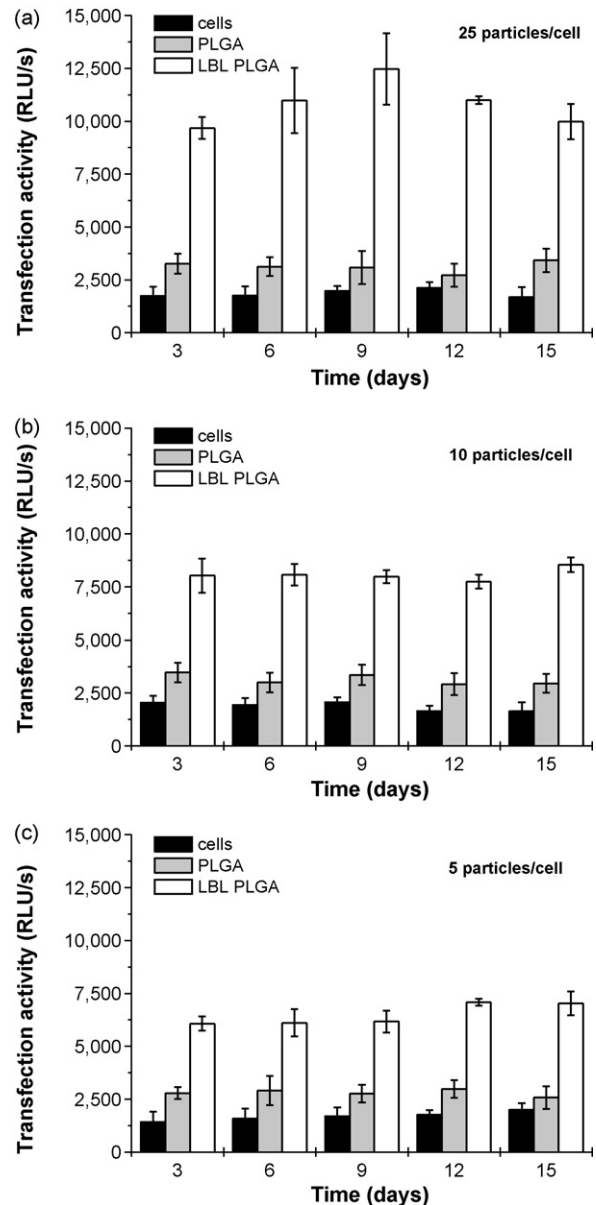 (a)
15,000
12,500
10,000
7,500
5,000
2,500
0
Transfection activity (RLU/s)
cells
PLGA
LBL PLGA
25 particles/cell
3 6 9 12 15
Time (days)
(b)
15,000
12,500
10,000
7,500
5,000
2,500
0
Transfection activity (RLU/s)
cells
PLGA
LBL PLGA
10 particles/cell
3 6 9 12 15
Time (days)
(c)
15,000
12,500
10,000
7,500
5,000
2,500
0
Transfection activity (RLU/s)
cells
PLGA
LBL PLGA
5 particles/cell
3 6 9 12 15
Time (days)